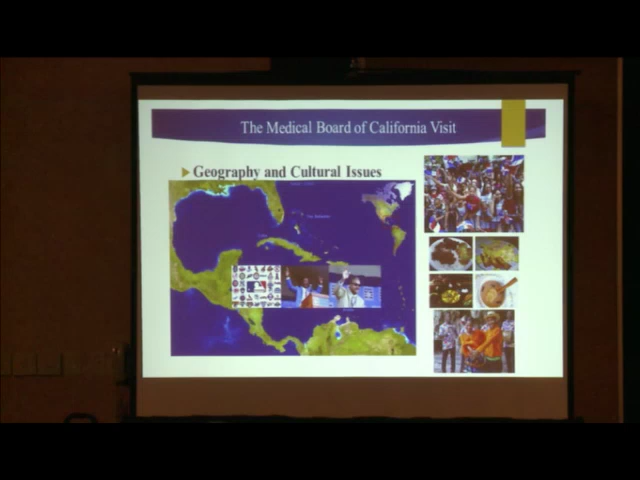 The Medical Board of California Visit
Geography and Cultural Issues